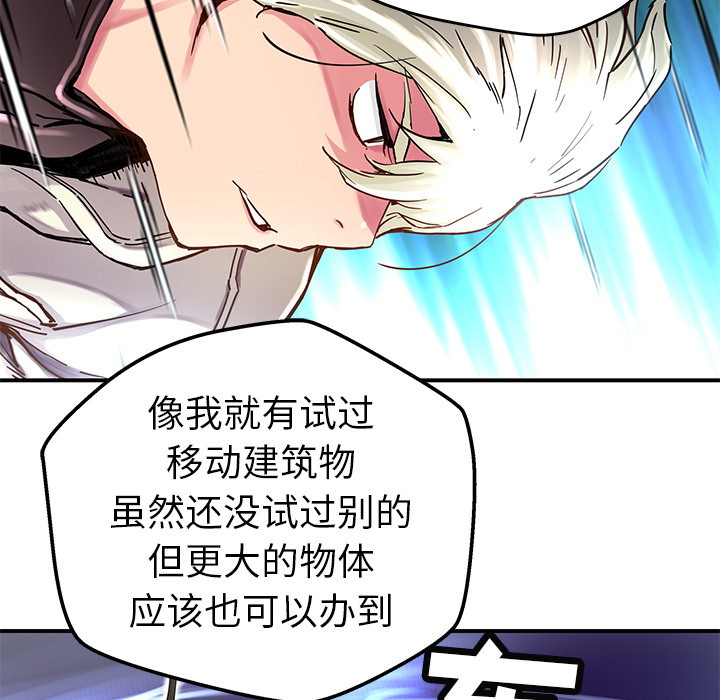 像我就有试过
移动建筑物
虽然还没试过别的
但更大的物体
应该也可以办到